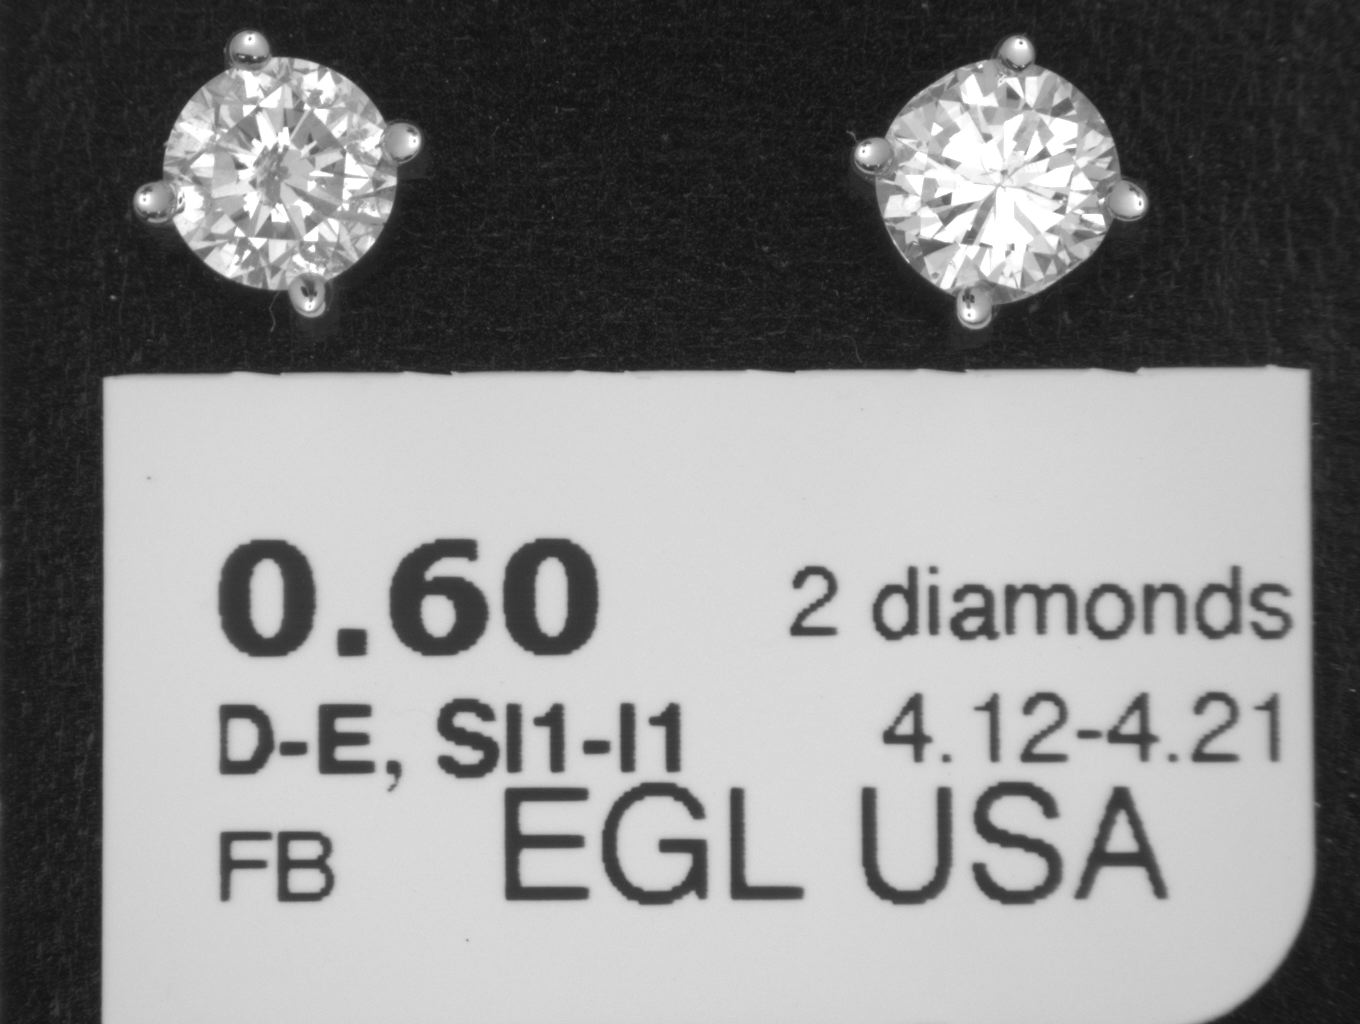 0.60 2 diamonds
D-E, SI1-I1 4.12-4.21
FB EGL USA